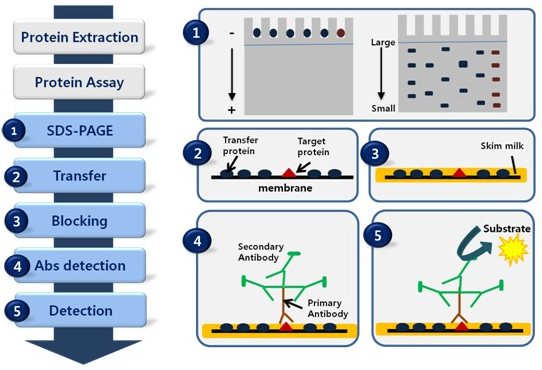 Protein Extraction
Protein Assay
1 SDS-PAGE
2 Transfer
3 Blocking
4 Abs detection
5 Detection
1
-
+
Large
Small
2
Transfer
protein
Target
protein
membrane
3
Skim milk
4
Secondary
Antibody
Primary
Antibody
5
Substrate